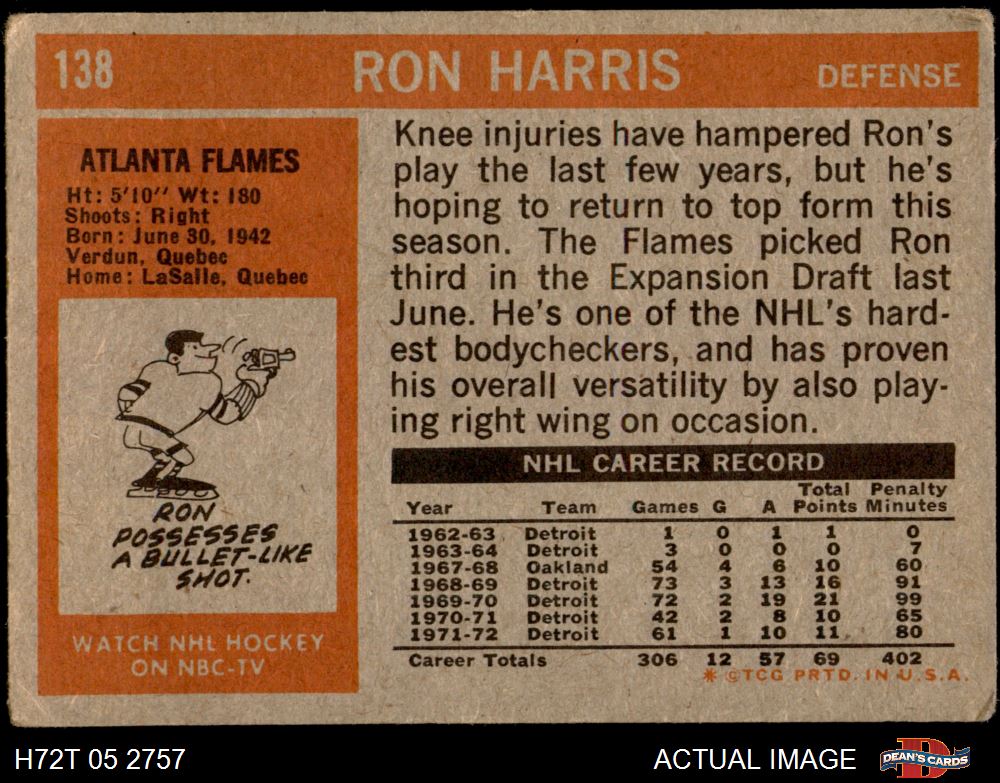 138 RON HARRIS DEFENSE
ATLANTA FLAMES
Ht: 5'10" Wt: 180
Shoots: Right
Born: June 30, 1942
Verdun, Quebec
Home: LaSalle, Quebec
RON
POSSESSES
A BULLET-LIKE
SHOT.
WATCH NHL HOCKEY
ON NBC-TV
Knee injuries have hampered Ron's
play the last few years, but he's
hoping to return to top form this
season. The Flames picked Ron
third in the Expansion Draft last
June. He's one of the NHL's hard-
est bodycheckers, and has proven
his overall versatility by also play-
ing right wing on occasion.
NHL CAREER RECORD
Year Team Games G A Total Points Penalty Minutes
1962-63 Detroit 1 0 1 1 0
1963-64 Detroit 3 0 0 0 7
1967-68 Oakland 54 4 6 10 60
1968-69 Detroit 73 3 13 16 91
1969-70 Detroit 72 2 19 21 99
1970-71 Detroit 42 2 8 10 65
1971-72 Detroit 61 1 10 11 80
Career Totals 306 12 57 69 402
* ©TCG PRTD. IN U.S.A.
H72T 05 2757 ACTUAL IMAGE D DEAN'S CARDS